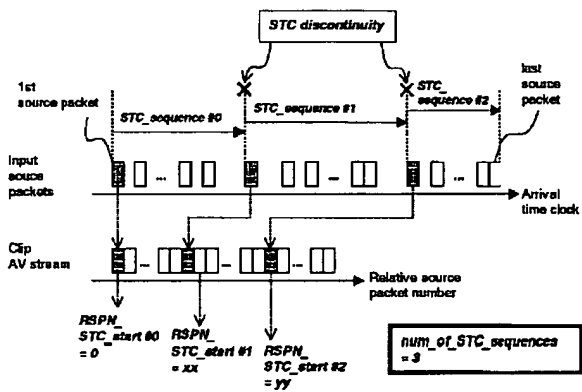 STC discontinuity
1st
source packet
last
source
packet
STC_sequence #0
STC_sequence #1
STC_
sequence #2
Input
souce
packets
...
...
...
Arrival
time clock
Clip
AV stream
...
...
...
Relative source
packet number
RSPN_
STC_start #0
= 0
RSPN_
STC_start #1
= xx
RSPN_
STC_start #2
= yy
num_of_STC_sequences
= 3